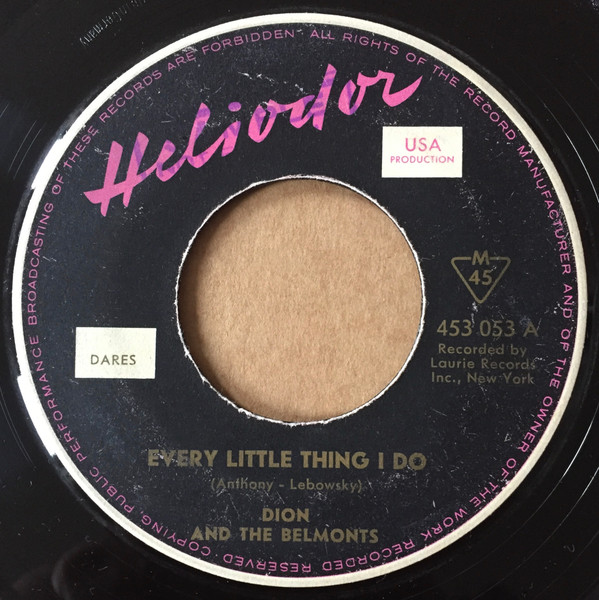 Heliodor
USA
PRODUCTION
M
45
453 053 A
Recorded by
Laurie Records
Inc., New York
DARES
EVERY LITTLE THING I DO
(Anthony - Lebowsky)
DION
AND THE BELMONTS
ALL RIGHTS OF THE RECORD MANUFACTURER AND OF THE OWNER OF THE WORK RECORDED RESERVED · COPYING PUBLIC PERFORMANCE BROADCASTING OF THESE RECORDS ARE FORBIDDEN ·